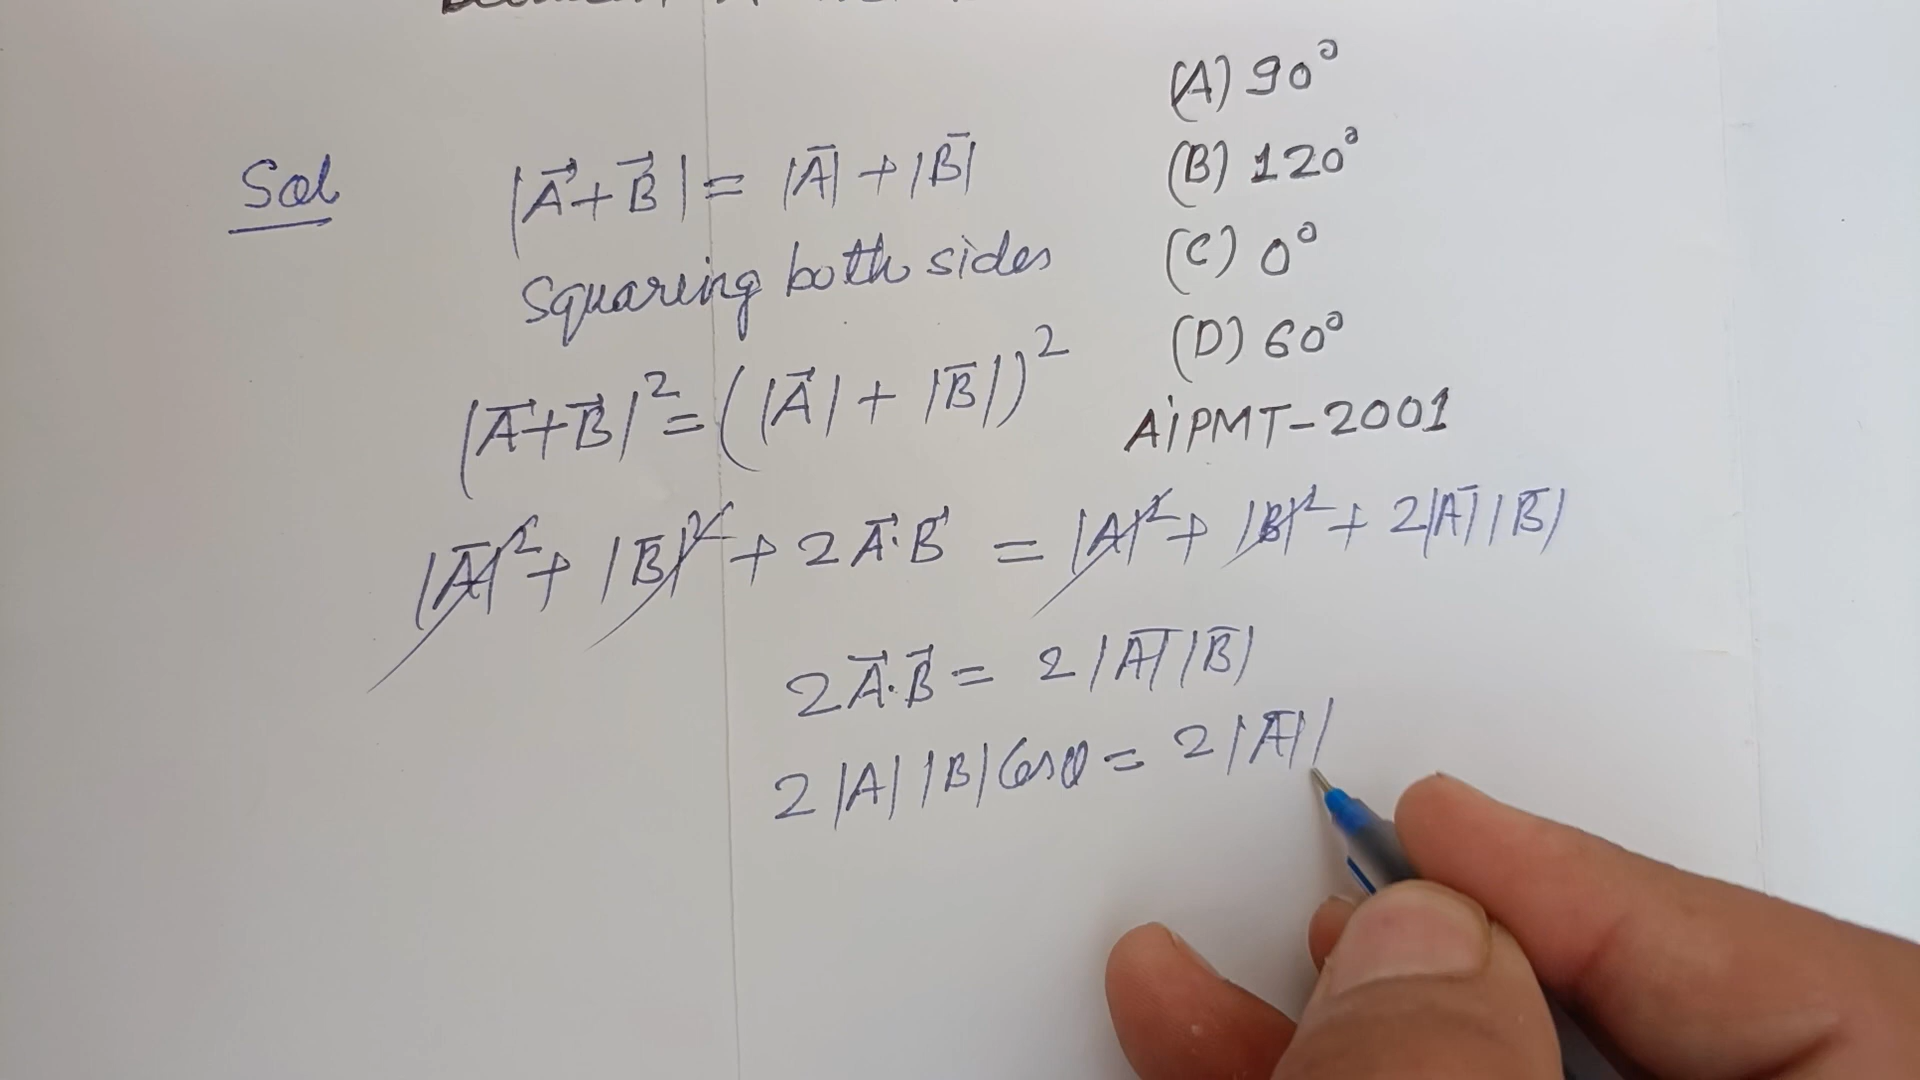 (A) 90°
(B) 120°
(C) 0°
(D) 60°
AiPMT-2001
Sol
|A⃗+B⃗| = |A̅|+|B̅|
Squaring both sides
|A⃗+B⃗|² = (|A⃗|+|B̅|)²
|A̅|²+|B̅|²+2A⃗·B⃗ = |A|²+|B|²+2|A̅||B̅|
2A⃗·B⃗ = 2|A̅||B̅|
2|A||B|Cosθ = 2|A̅||